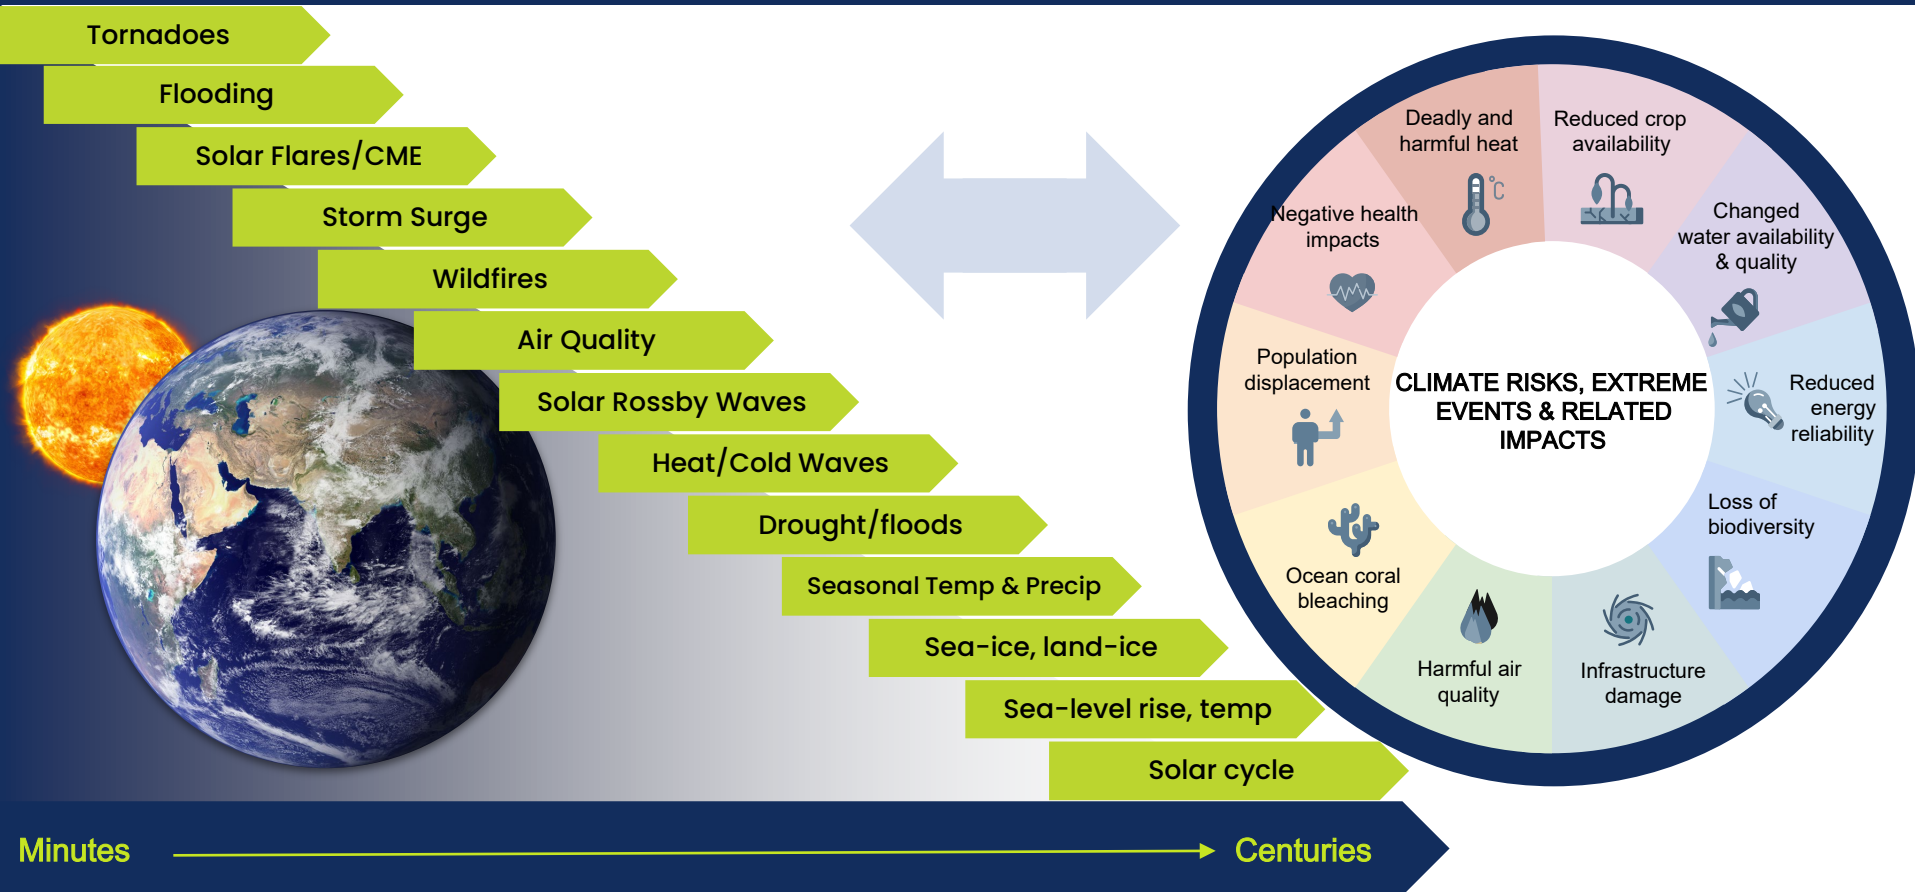 Tornadoes
Flooding
Solar Flares/CME
Storm Surge
Wildfires
Air Quality
Solar Rossby Waves
Heat/Cold Waves
Drought/floods
Seasonal Temp & Precip
Sea-ice, land-ice
Sea-level rise, temp
Solar cycle
Minutes
Centuries
CLIMATE RISKS, EXTREME
EVENTS & RELATED
IMPACTS
Deadly and
harmful heat
°C
Reduced crop
availability
Changed
water availability
& quality
Reduced
energy
reliability
Loss of
biodiversity
Infrastructure
damage
Harmful air
quality
Ocean coral
bleaching
Population
displacement
Negative health
impacts